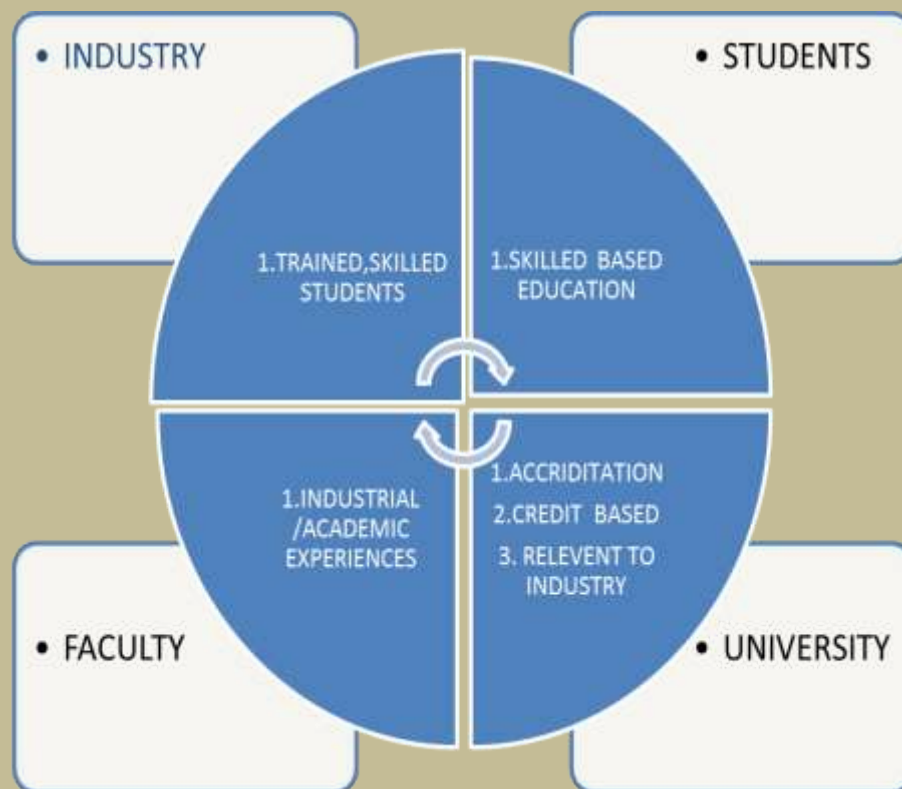 • INDUSTRY
• STUDENTS
1.TRAINED,SKILLED
STUDENTS
1.SKILLED BASED
EDUCATION
1.INDUSTRIAL
/ACADEMIC
EXPERIENCES
1.ACCRIDITATION
2.CREDIT BASED
3. RELEVENT TO
INDUSTRY
• FACULTY
• UNIVERSITY